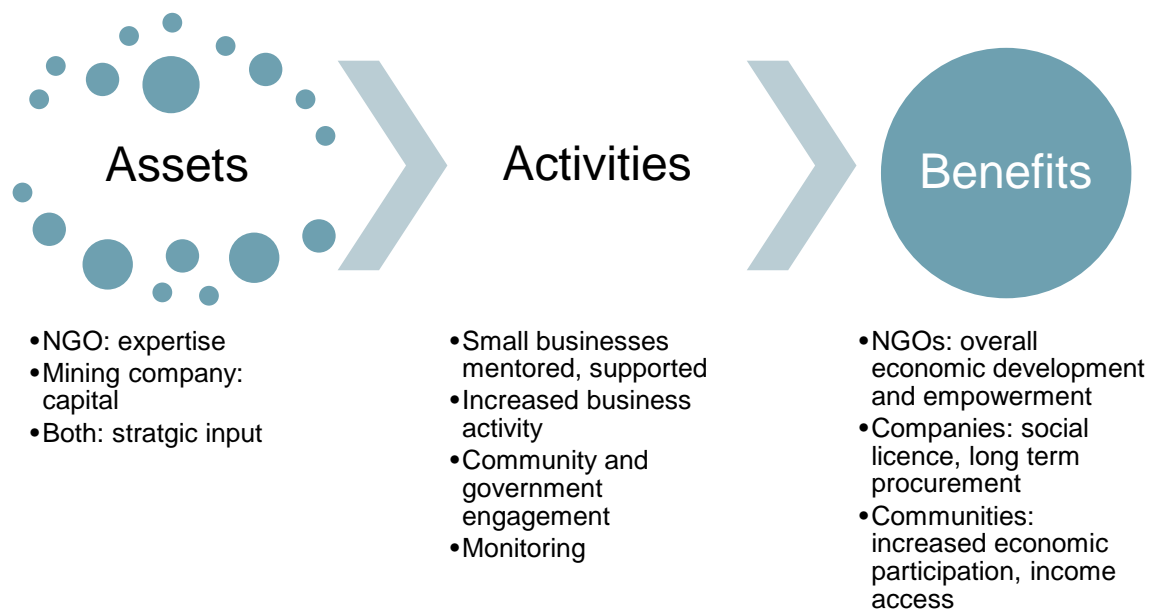 Assets
Activities
Benefits
•NGO: expertise
•Mining company:
capital
•Both: stratgic input
•Small businesses
mentored, supported
•Increased business
activity
•Community and
government
engagement
•Monitoring
•NGOs: overall
economic development
and empowerment
•Companies: social
licence, long term
procurement
•Communities:
increased economic
participation, income
access